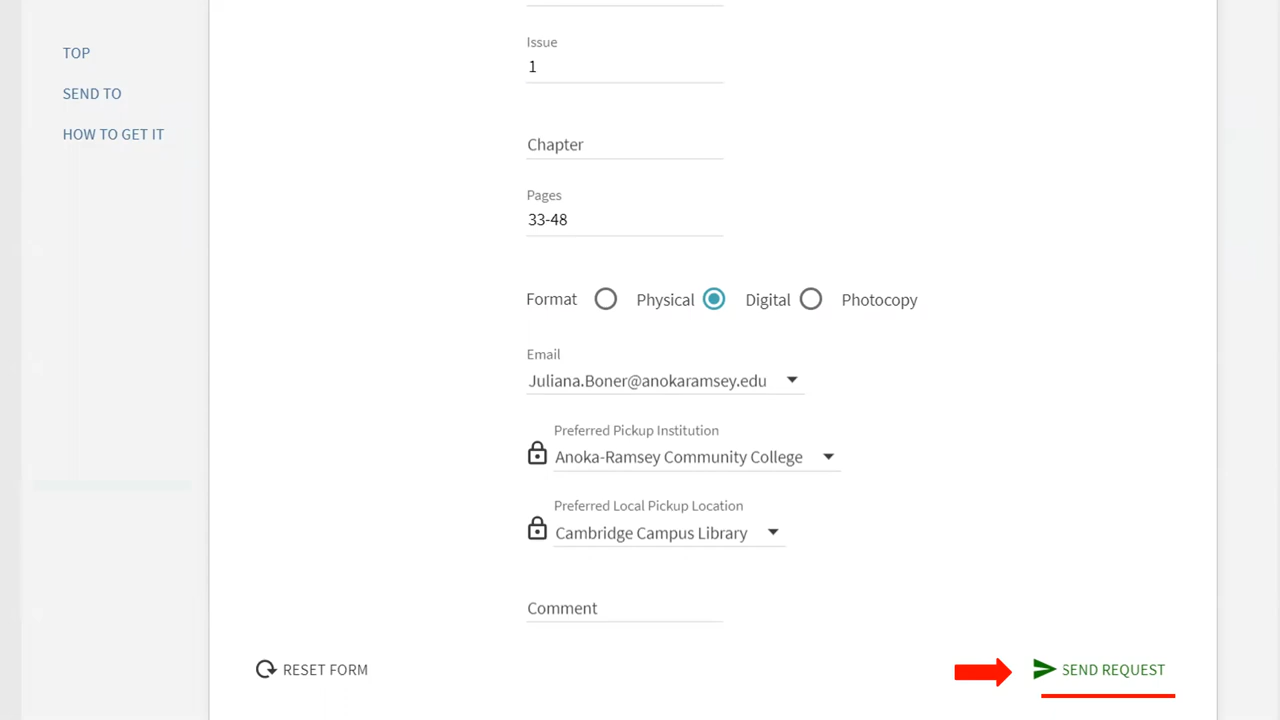 TOP
SEND TO
HOW TO GET IT
Issue
1
Chapter
Pages
33-48
Format Physical Digital Photocopy
Email
Juliana.Boner@anokaramsey.edu
Preferred Pickup Institution
Anoka-Ramsey Community College
Preferred Local Pickup Location
Cambridge Campus Library
Comment
RESET FORM SEND REQUEST